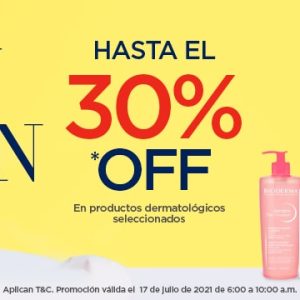 HASTA EL
30%
*OFF
En productos dermatológicos
seleccionados
BIODERMA
Aplican T&C. Promoción válida el 17 de julio de 2021 de 6:00 a 10:00 a.m.